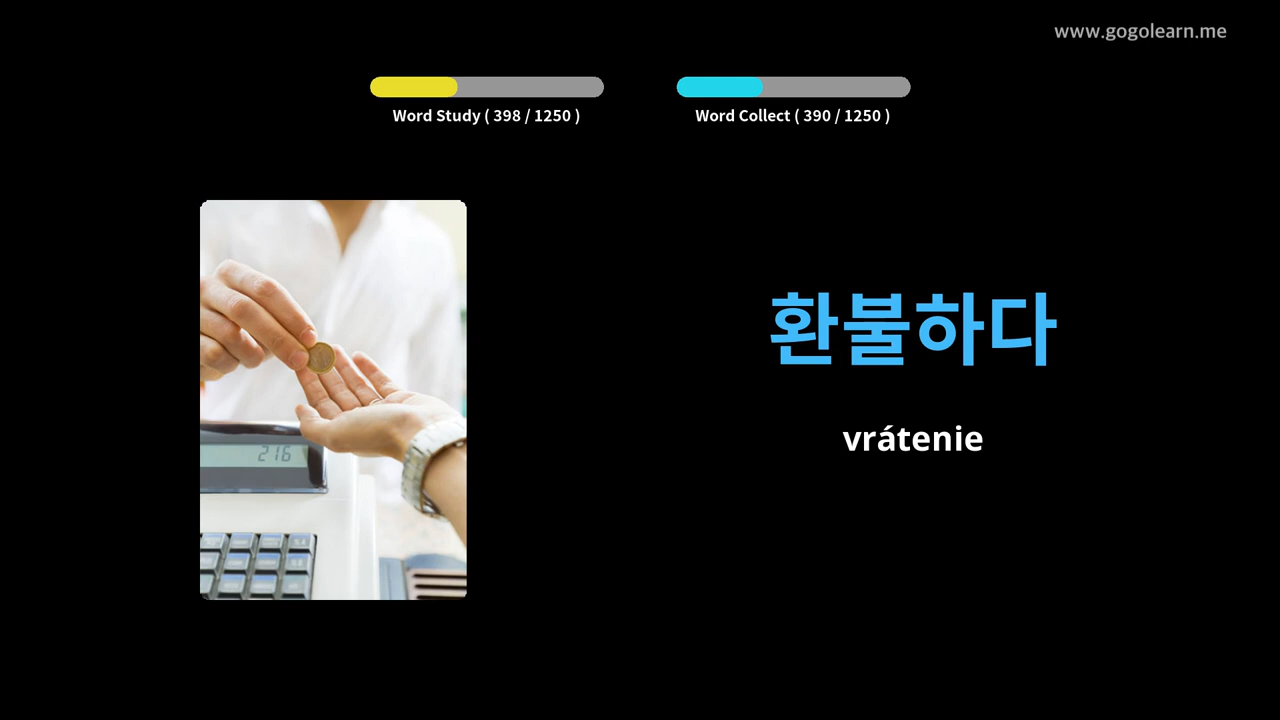 www.gogolearn.me
Word Study ( 398 / 1250 )
Word Collect ( 390 / 1250 )
환불하다
vrátenie
216